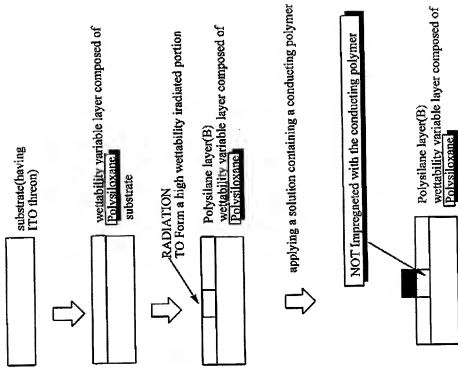 substrate(having
ITO threon)
wettability variable layer composed of
Polysiloxane
substrate
RADIATION
TO Form a high wettability iradiated portion
Polysilane layer(B)
wettability variable layer composed of
Polysiloxane
applying a solution containing a conducting polymer
NOT Impregneted with the conducting polymer
Polysilane layer(B)
wettability variable layer composed of
Polysiloxane